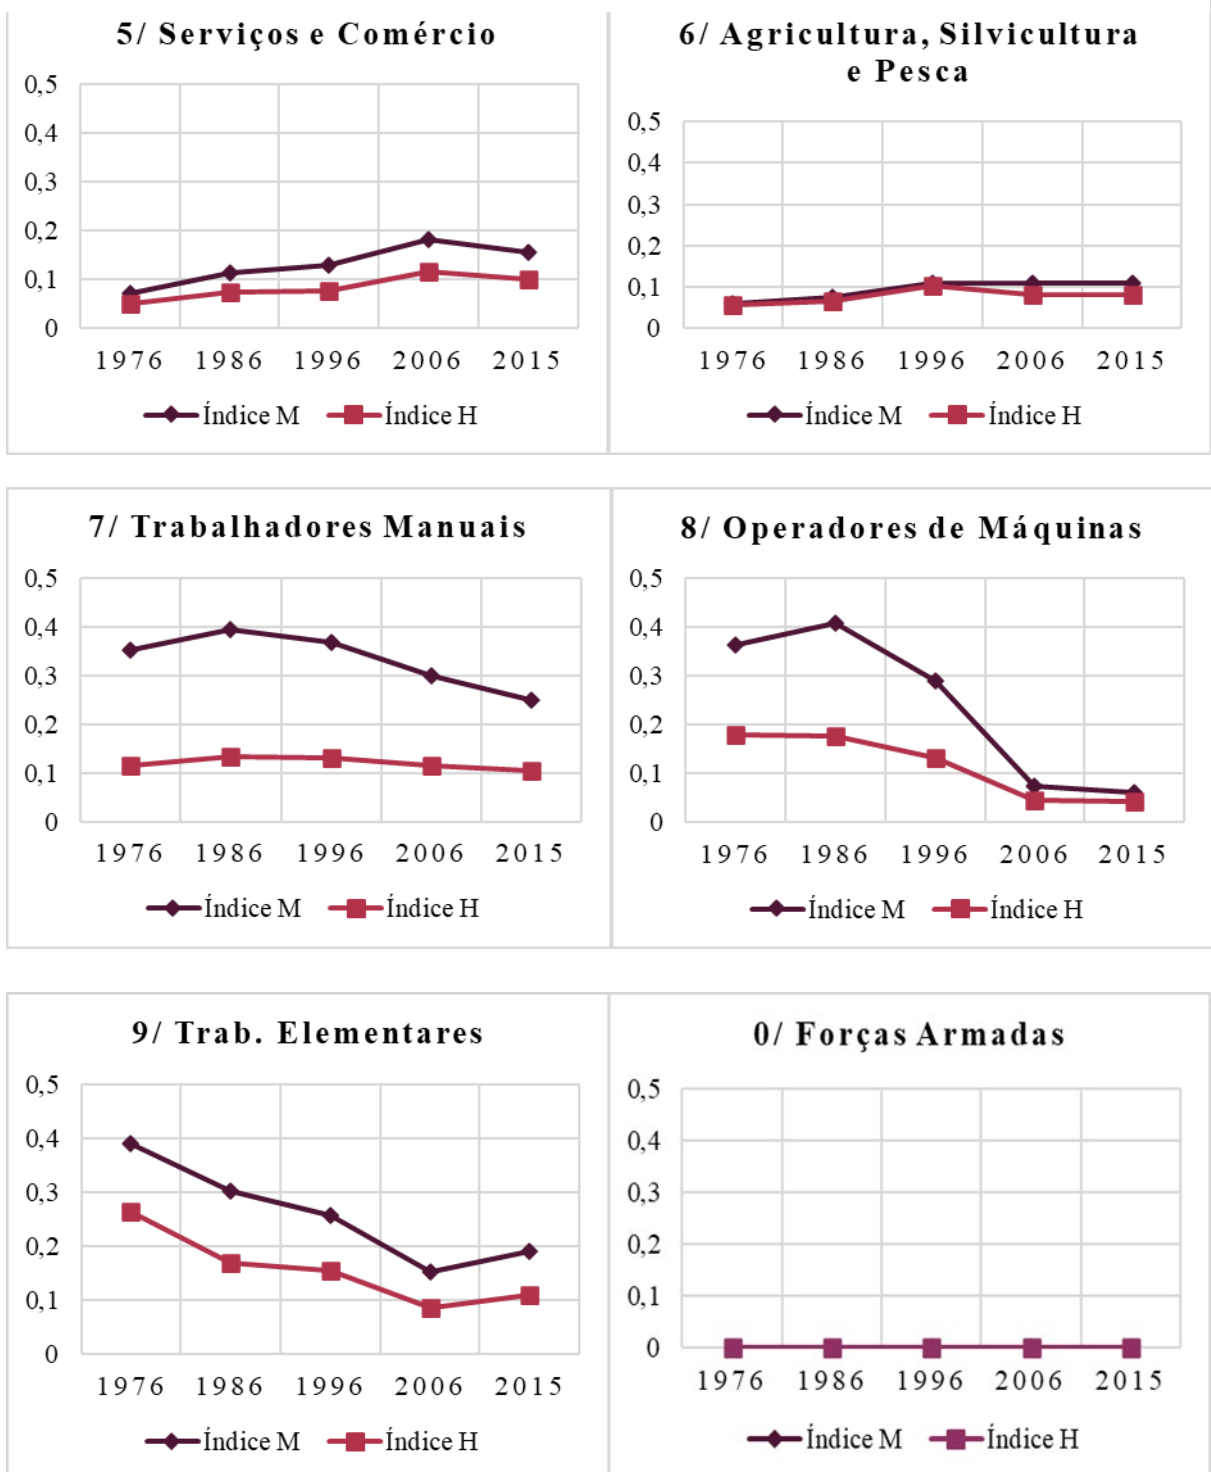 5/ Serviços e Comércio
0,5
0,4
0,3
0,2
0,1
0
1976 1986 1996 2006 2015
Índice M Índice H
6/ Agricultura, Silvicultura
e Pesca
0,5
0,4
0,3
0,2
0,1
0
1976 1986 1996 2006 2015
Índice M Índice H
7/ Trabalhadores Manuais
0,5
0,4
0,3
0,2
0,1
0
1976 1986 1996 2006 2015
Índice M Índice H
8/ Operadores de Máquinas
0,5
0,4
0,3
0,2
0,1
0
1976 1986 1996 2006 2015
Índice M Índice H
9/ Trab. Elementares
0,5
0,4
0,3
0,2
0,1
0
1976 1986 1996 2006 2015
Índice M Índice H
0/ Forças Armadas
0,5
0,4
0,3
0,2
0,1
0
1976 1986 1996 2006 2015
Índice M Índice H